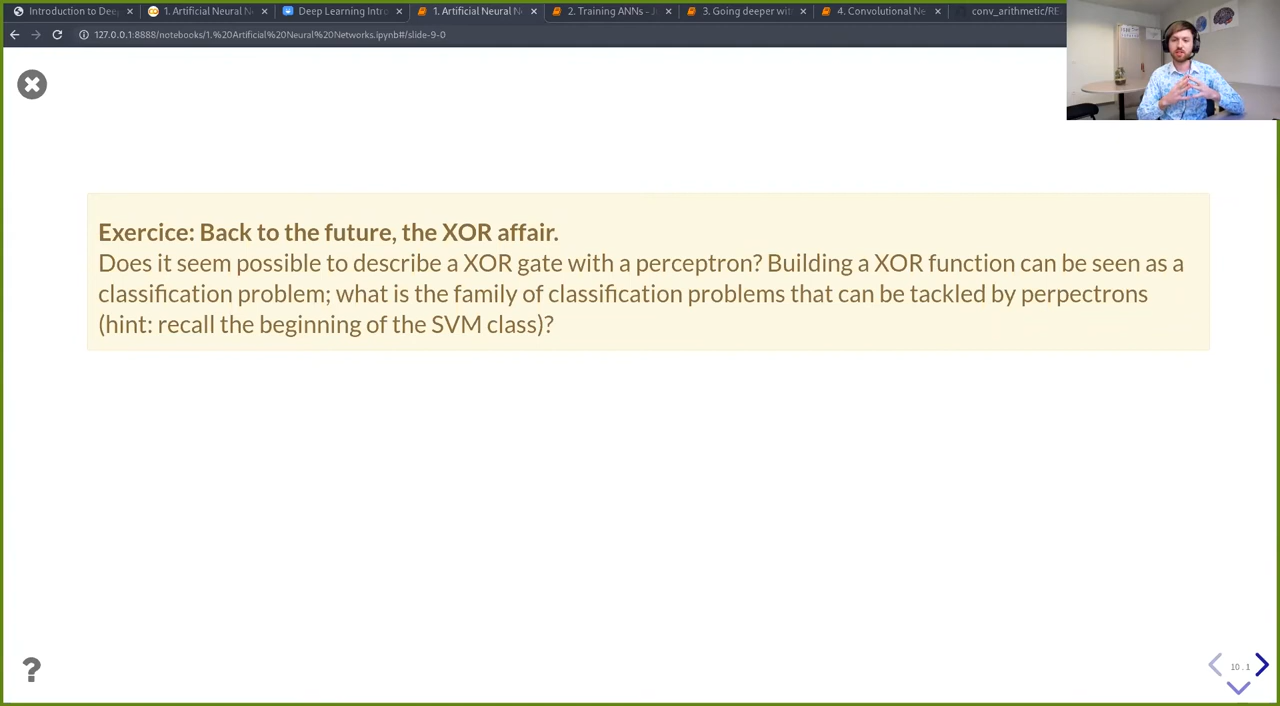 Introduction to Dee
1. Artificial Neural N
Deep Learning Intro
1. Artificial Neural N
2. Training ANNs - J
3. Going deeper wit
4. Convolutional Ne
conv_arithmetic/RE
127.0.0.1:8888/notebooks/1.%20Artificial%20Neural%20Networks.ipynb#/slide-9-0
Exercice: Back to the future, the XOR affair.
Does it seem possible to describe a XOR gate with a perceptron? Building a XOR function can be seen as a
classification problem; what is the family of classification problems that can be tackled by perpectrons
(hint: recall the beginning of the SVM class)?
?
10.1